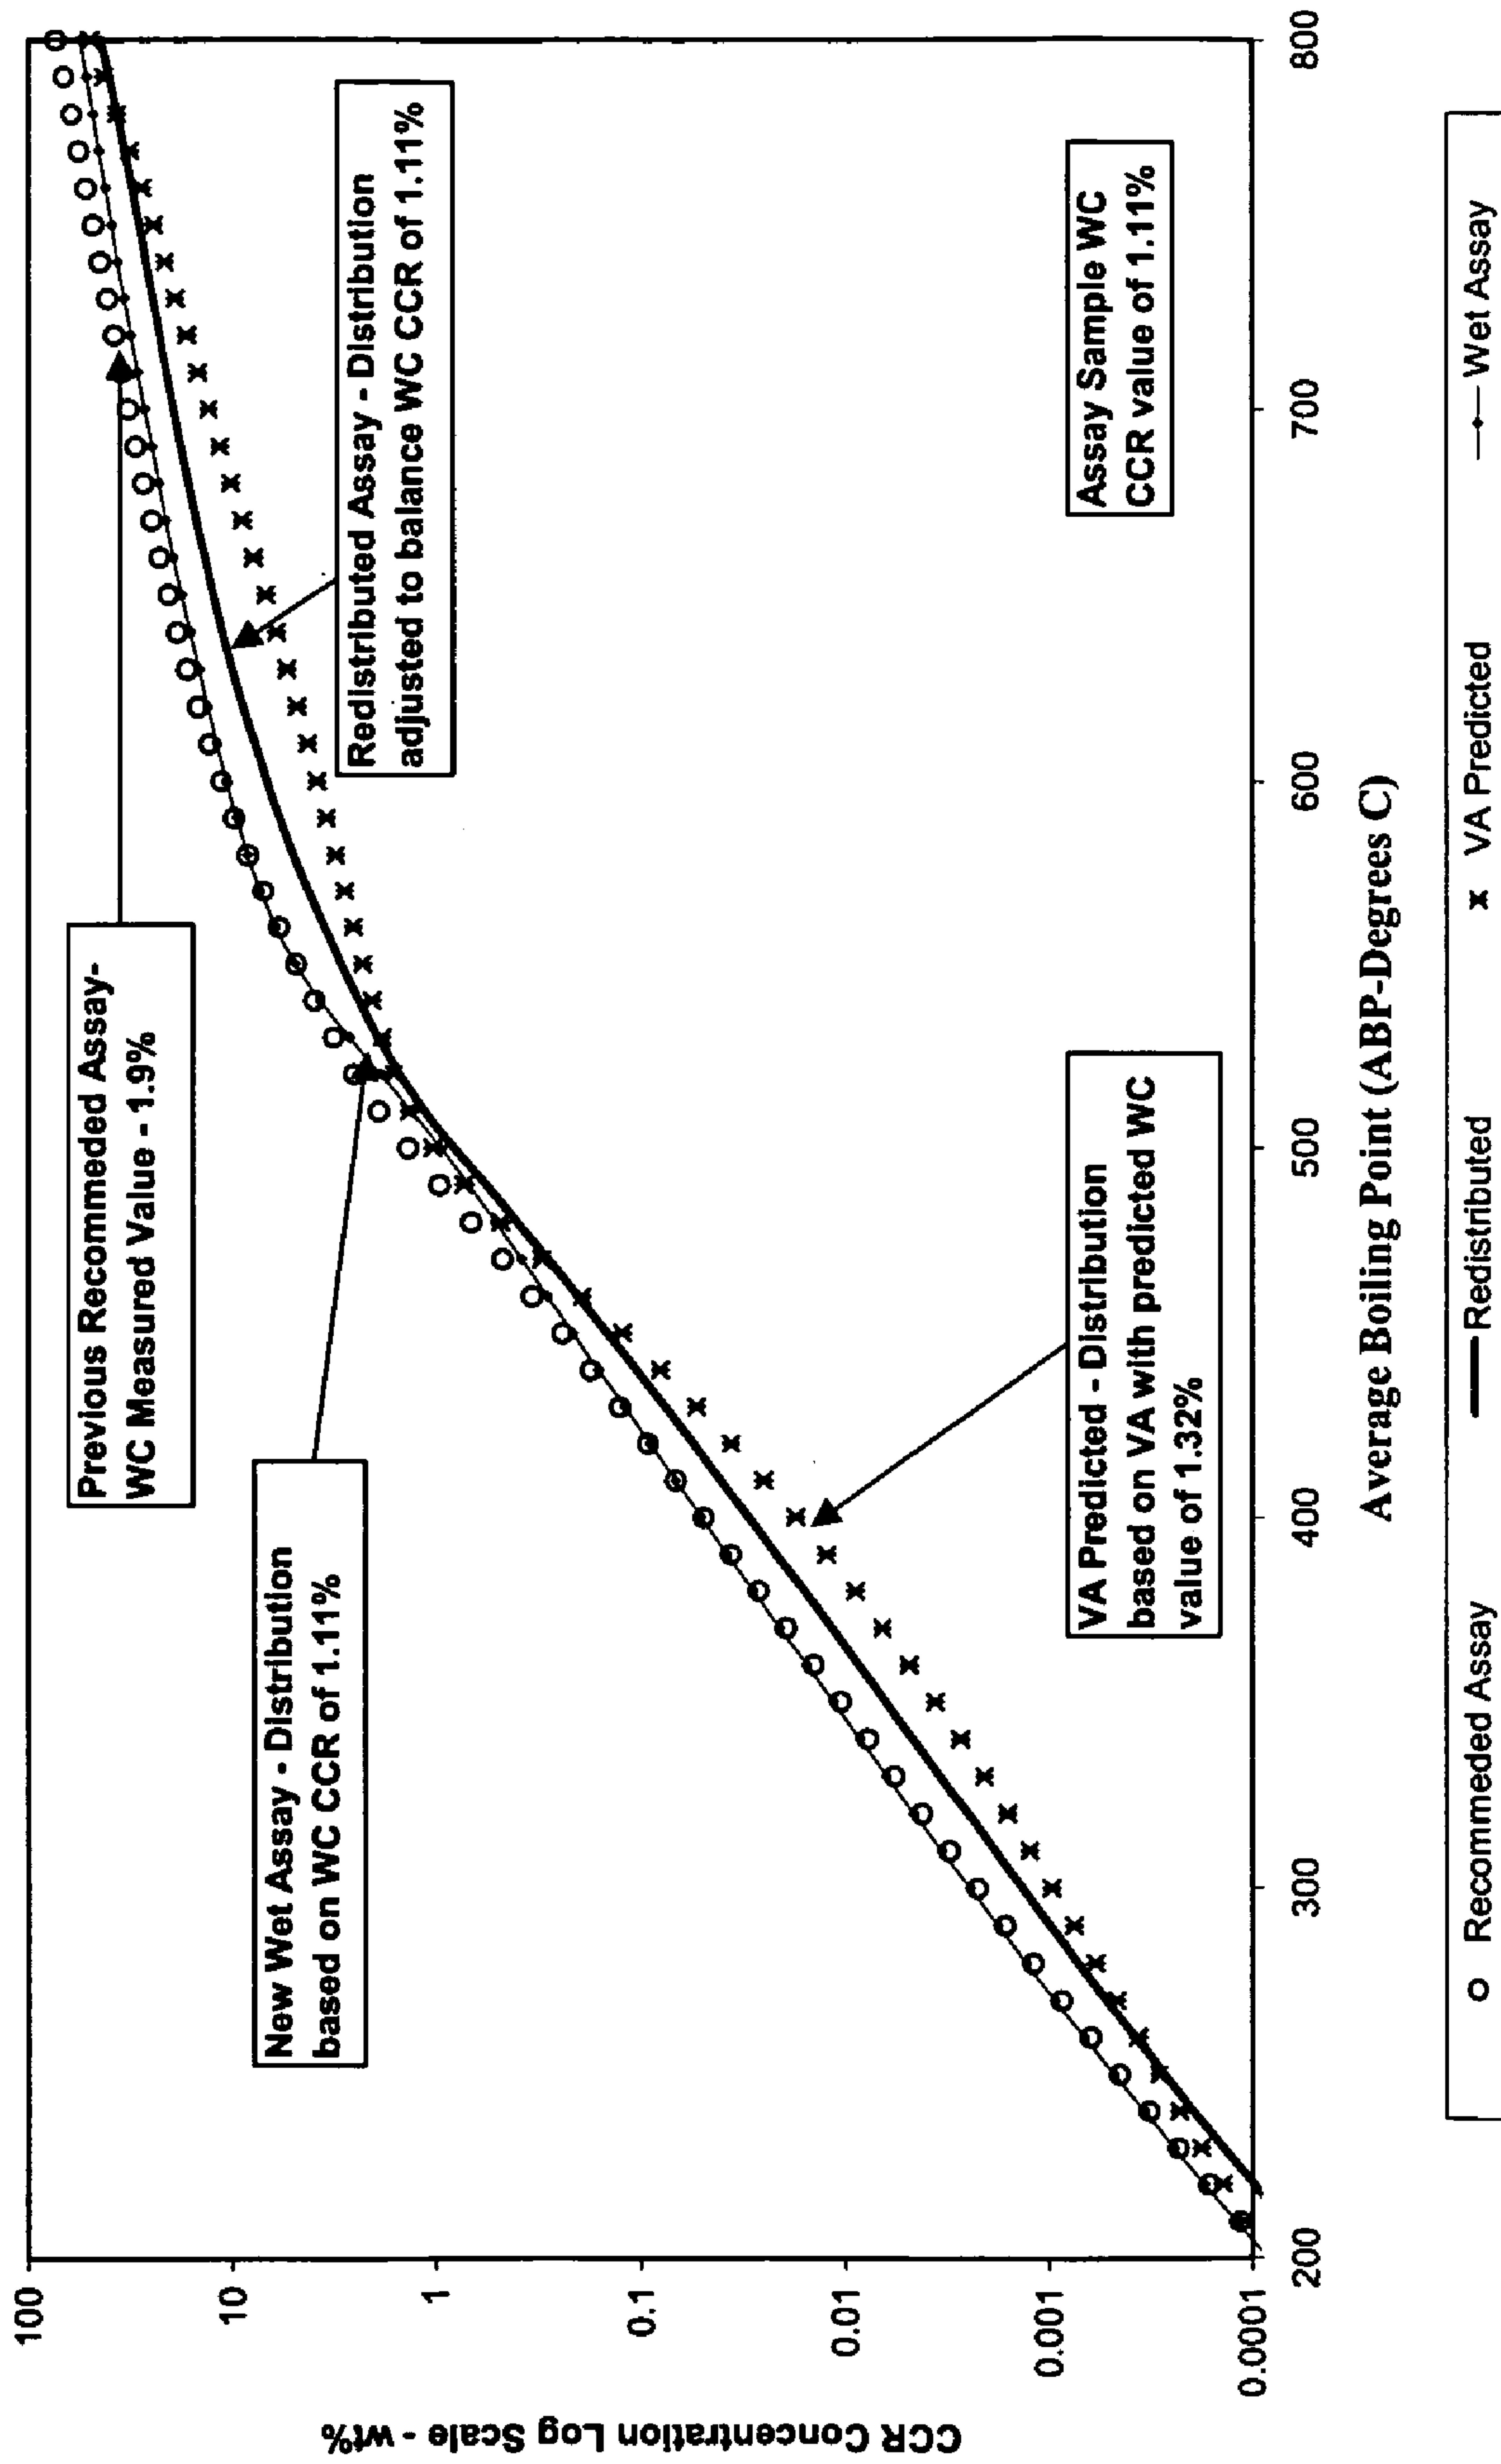 CCR Concentration Log Scale - wt%
100
10
1
0.1
0.01
0.001
0.0001
Previous Recommeded Assay-
WC Measured Value - 1.9%
New Wet Assay - Distribution
based on WC CCR of 1.11%
Redistributed Assay - Distribution
adjusted to balance WC CCR of 1.11%
VA Predicted - Distribution
based on VA with predicted WC
value of 1.32%
Assay Sample WC
CCR value of 1.11%
200
300
400
500
600
700
800
Average Boiling Point (ABP-Degrees C)
Recommeded Assay
Redistributed
VA Predicted
Wet Assay